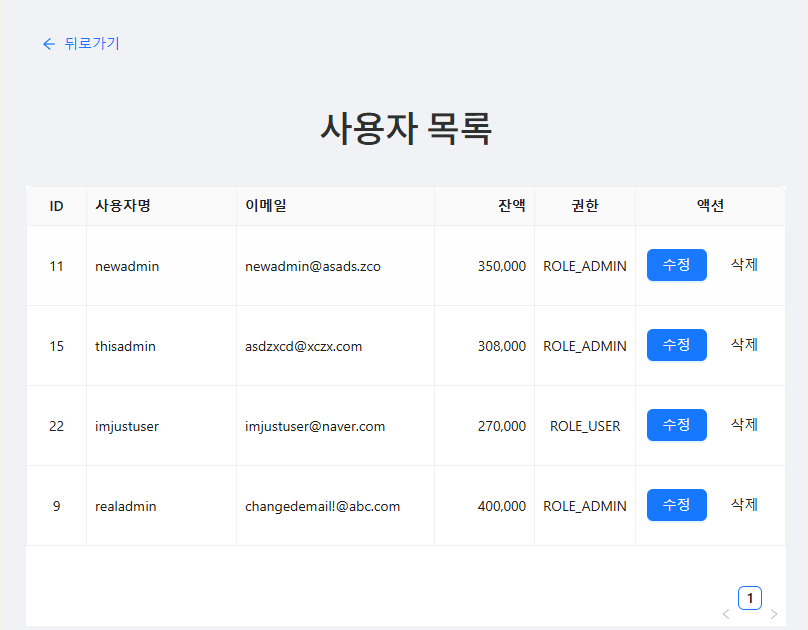 뒤로가기
사용자 목록
ID 사용자명 이메일 잔액 권한 액션
11 newadmin newadmin@asads.zco 350,000 ROLE_ADMIN 수정 삭제
15 thisadmin asdzxcd@xczx.com 308,000 ROLE_ADMIN 수정 삭제
22 imjustuser imjustuser@naver.com 270,000 ROLE_USER 수정 삭제
9 realadmin changedemail!@abc.com 400,000 ROLE_ADMIN 수정 삭제
1